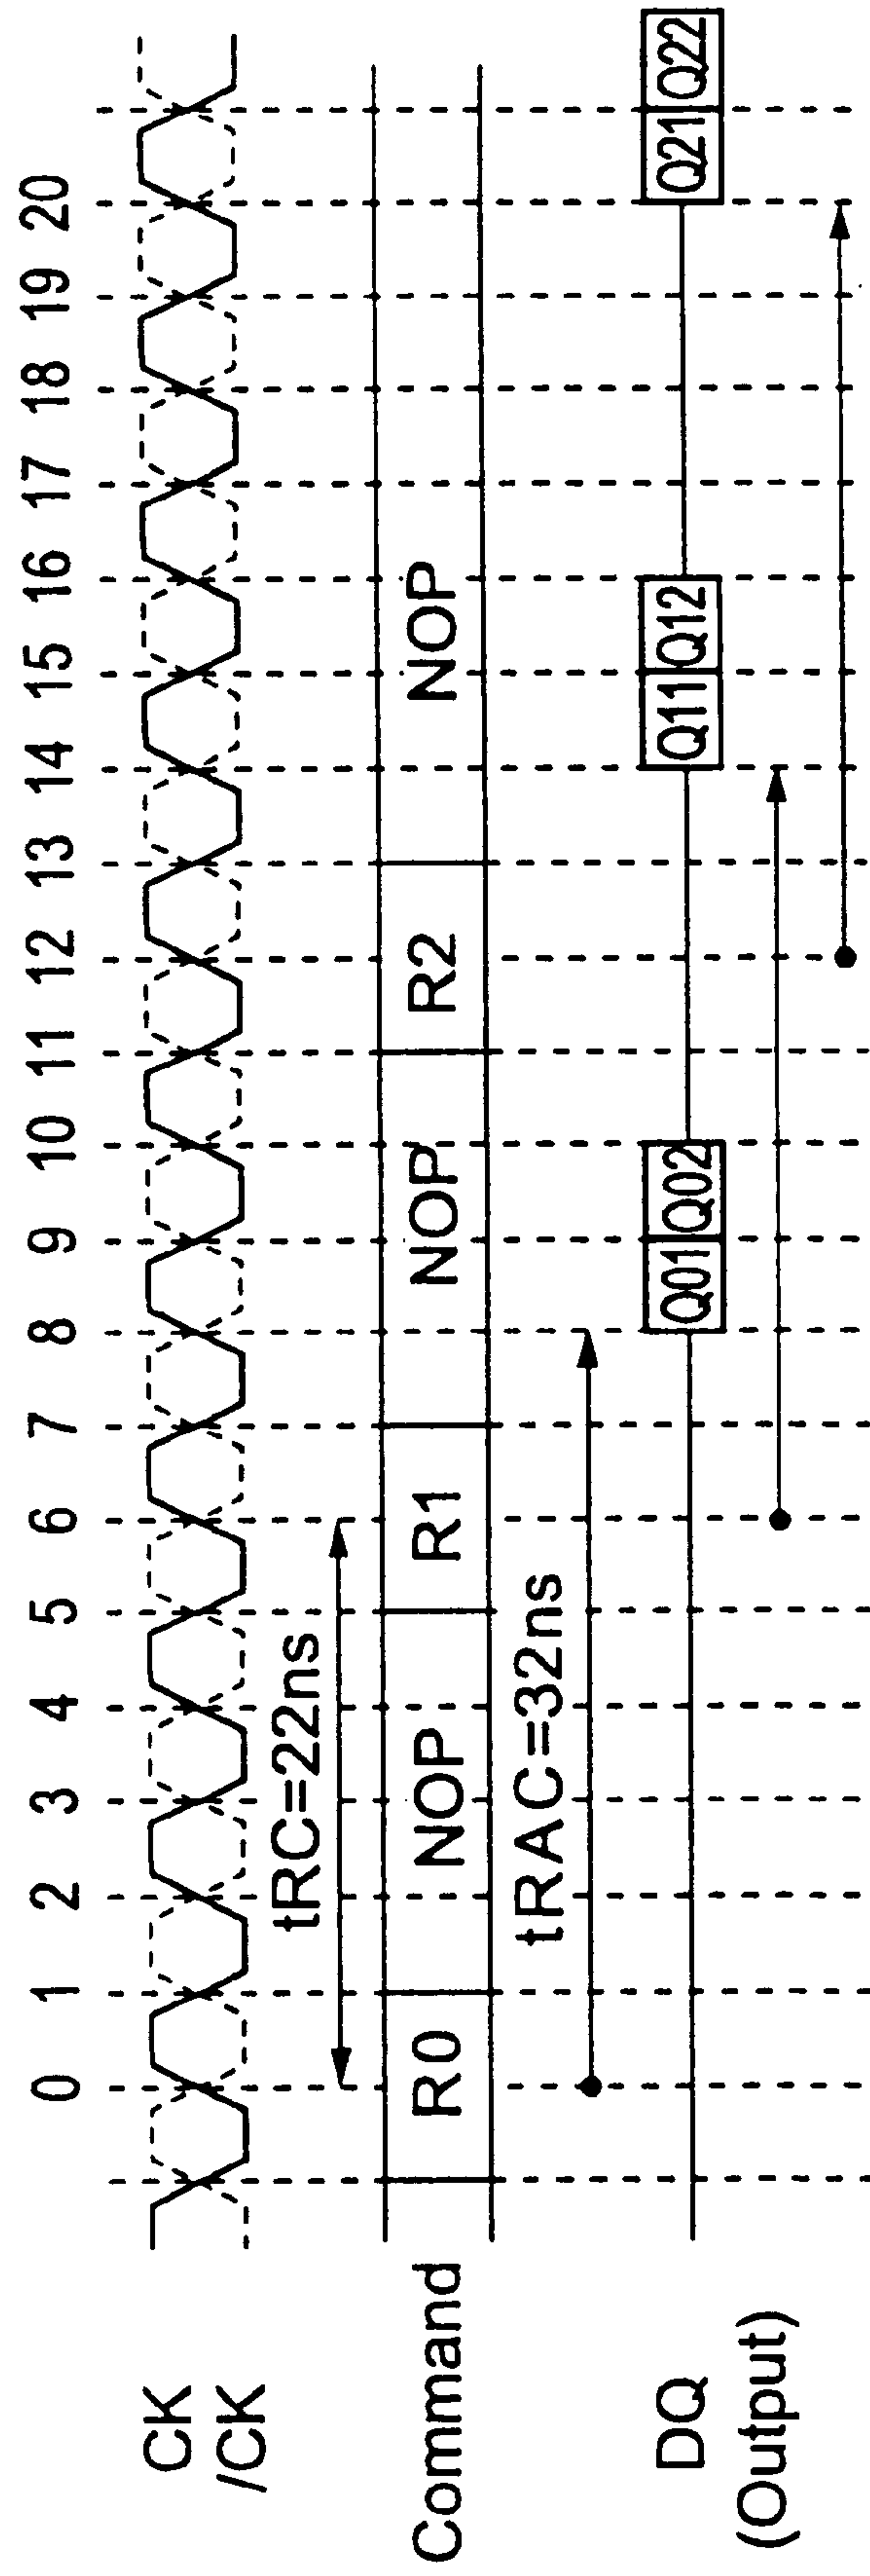 0 1 2 3 4 5 6 7 8 9 10 11 12 13 14 15 16 17 18 19 20
CK
/CK
tRC=22ns
Command R0 NOP R1 NOP R2 NOP
tRAC=32ns
DQ Q01 Q02 Q11 Q12 Q21 Q22
(Output)